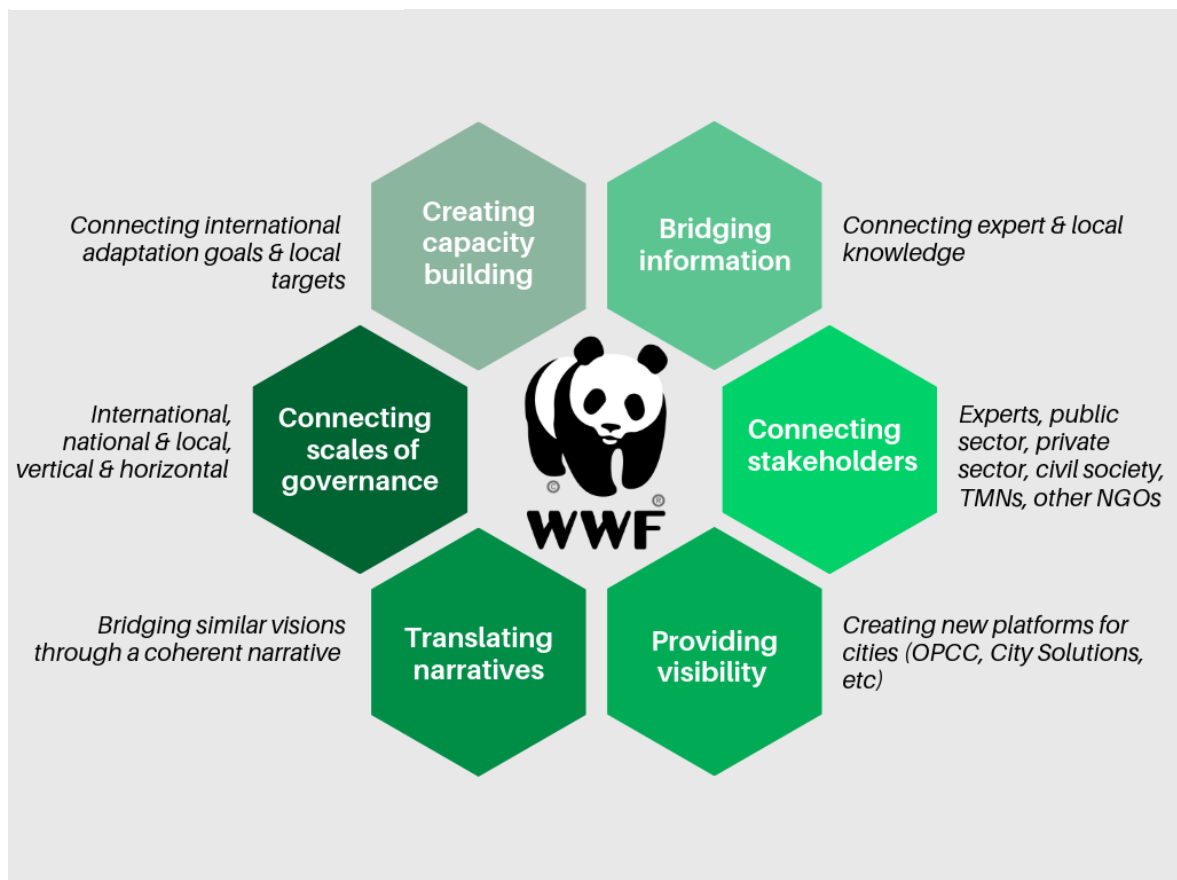 Creating
capacity
building
Connecting international
adaptation goals & local
targets
Bridging
information
Connecting expert & local
knowledge
Connecting
scales of
governance
International,
national & local,
vertical & horizontal
© ®
WWF
Connecting
stakeholders
Experts, public
sector, private
sector, civil society,
TMNs, other NGOs
Translating
narratives
Bridging similar visions
through a coherent narrative
Providing
visibility
Creating new platforms for
cities (OPCC, City Solutions,
etc)